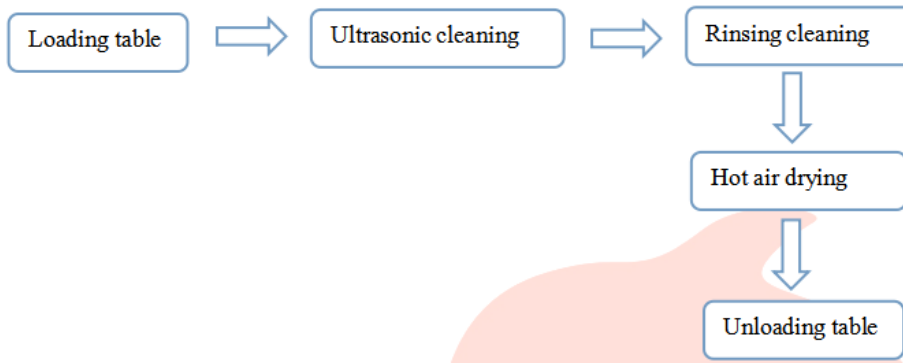 Loading table
Ultrasonic cleaning
Rinsing cleaning
Hot air drying
Unloading table